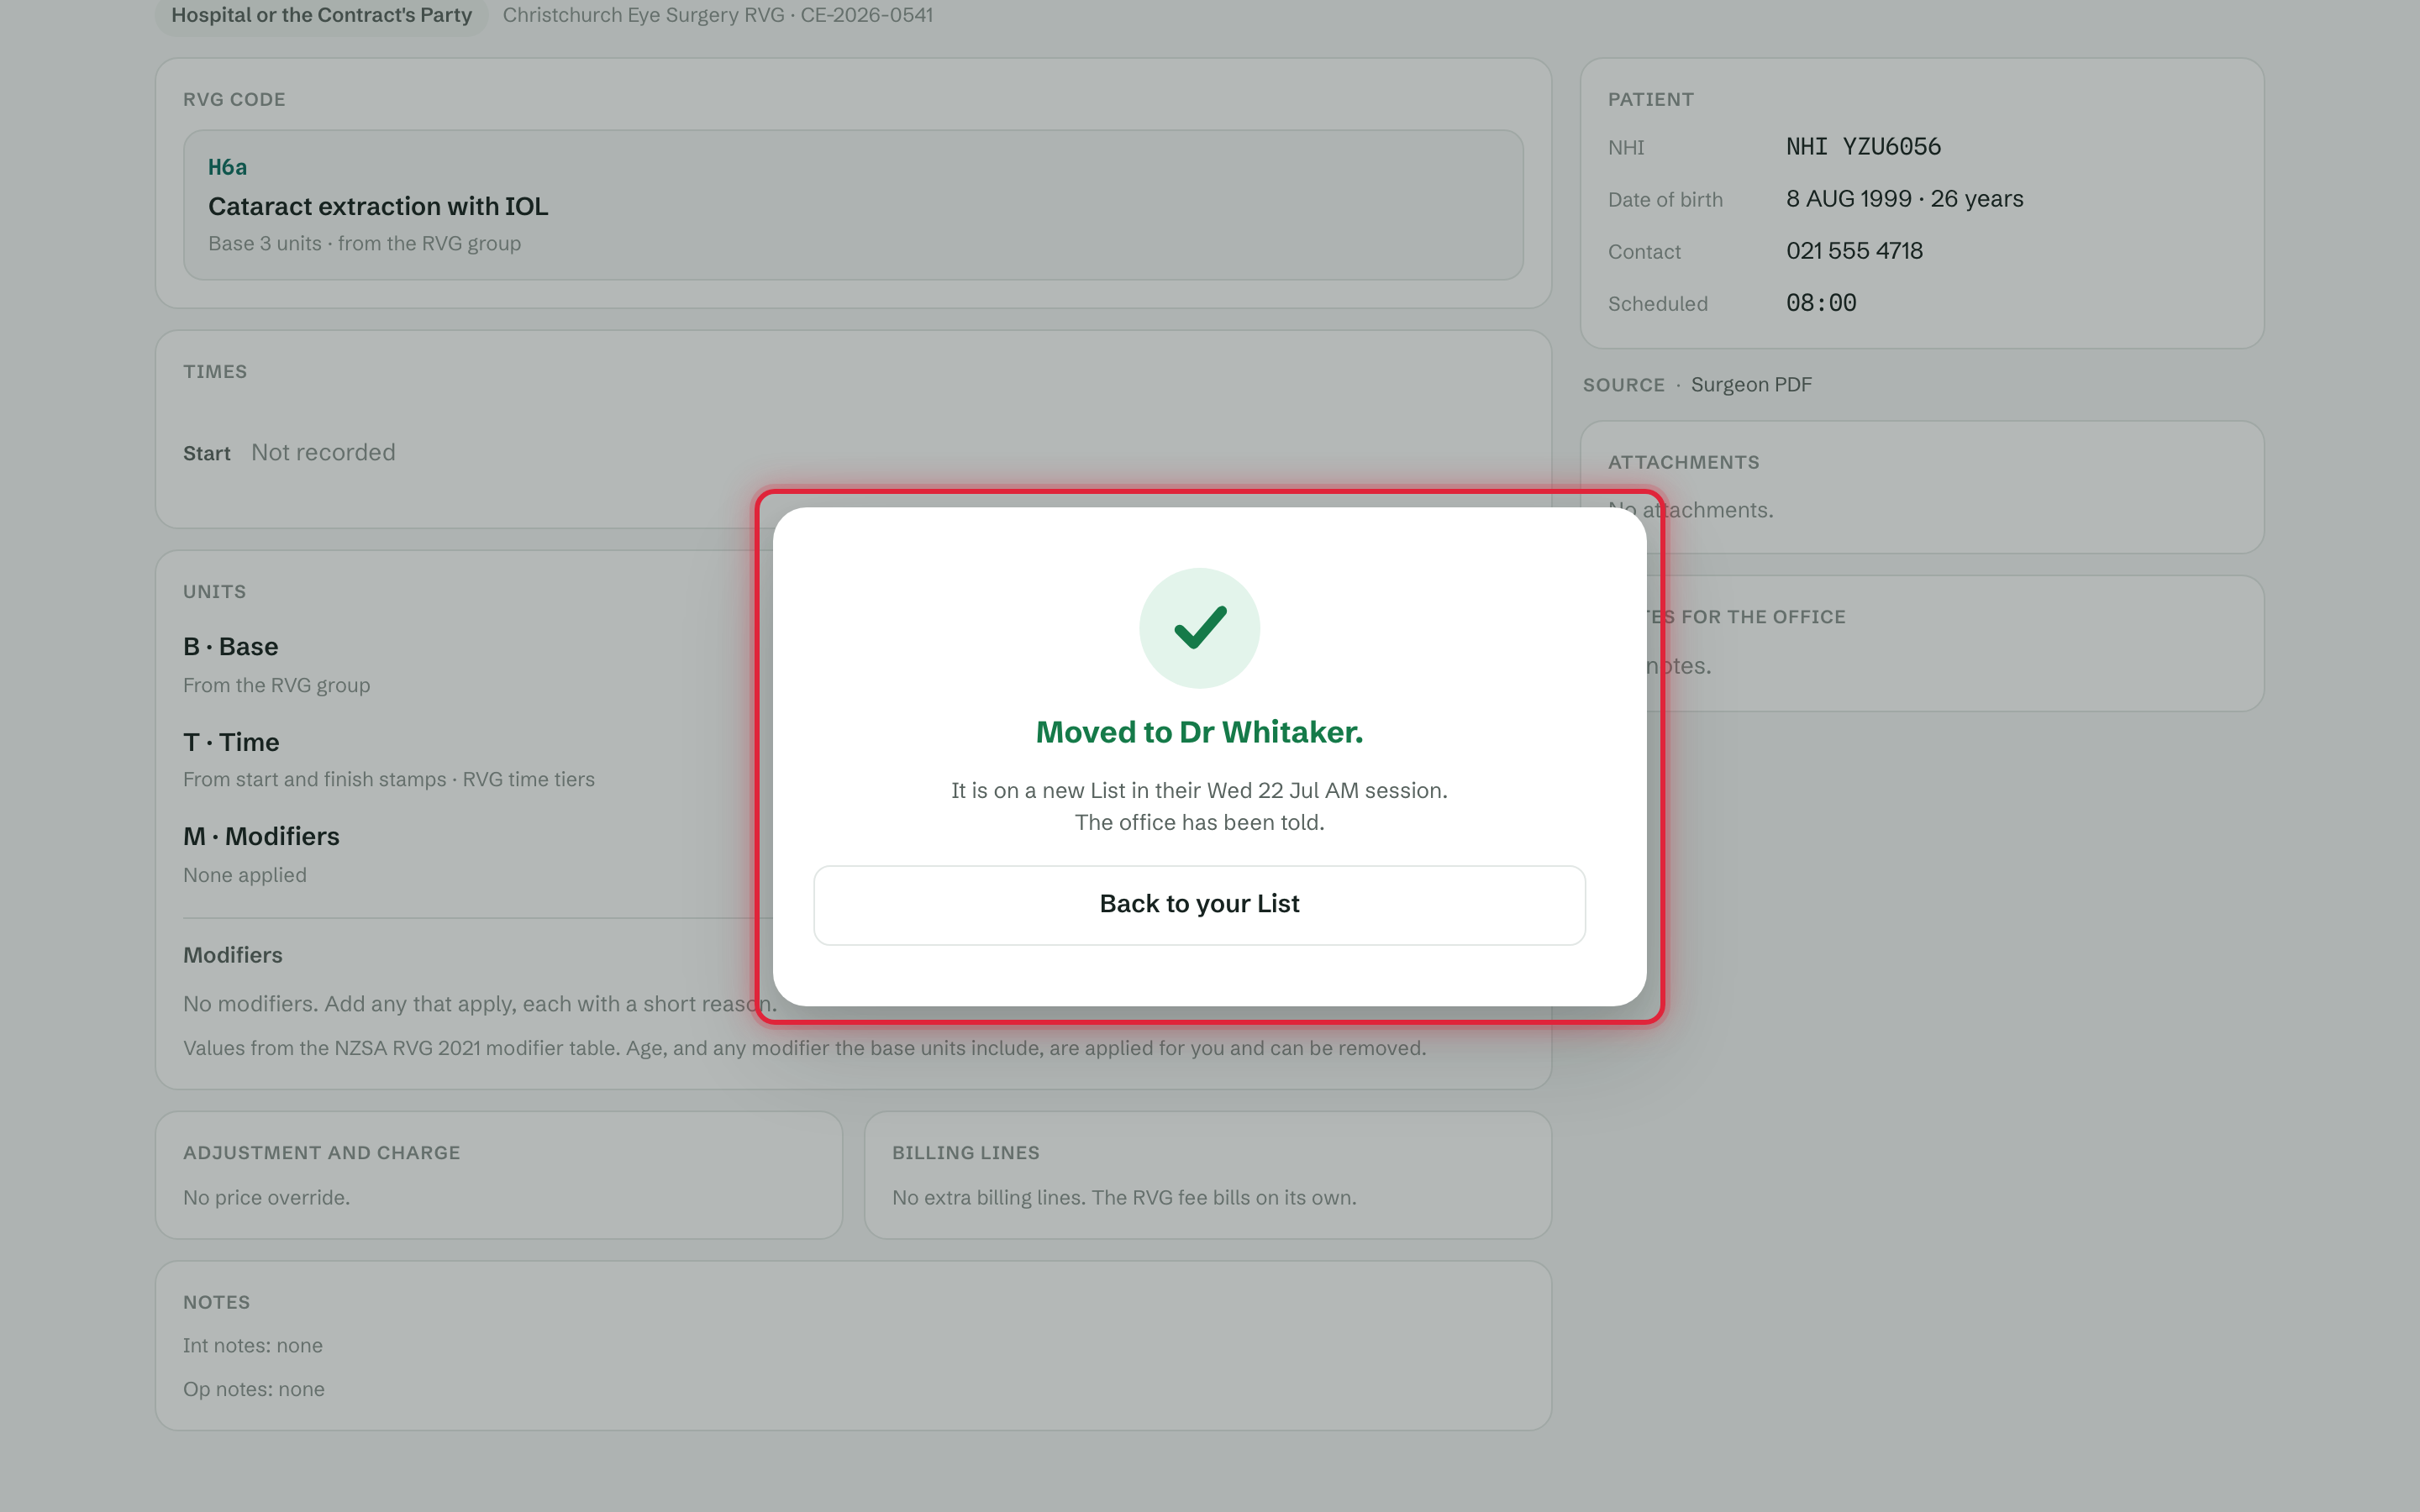 Hospital or the Contract's Party Christchurch Eye Surgery RVG · CE-2026-0541
RVG CODE
H6a
Cataract extraction with IOL
Base 3 units · from the RVG group
TIMES
Start Not recorded
UNITS
B · Base
From the RVG group
T · Time
From start and finish stamps · RVG time tiers
M · Modifiers
None applied
Modifiers
No modifiers. Add any that apply, each with a short reason.
Values from the NZSA RVG 2021 modifier table. Age, and any modifier the base units include, are applied for you and can be removed.
ADJUSTMENT AND CHARGE
No price override.
BILLING LINES
No extra billing lines. The RVG fee bills on its own.
NOTES
Int notes: none
Op notes: none
PATIENT
NHI NHI YZU6056
Date of birth 8 AUG 1999 · 26 years
Contact 021 555 4718
Scheduled 08:00
SOURCE · Surgeon PDF
ATTACHMENTS
No attachments.
FOR THE OFFICE
notes.
Moved to Dr Whitaker.
It is on a new List in their Wed 22 Jul AM session.
The office has been told.
Back to your List